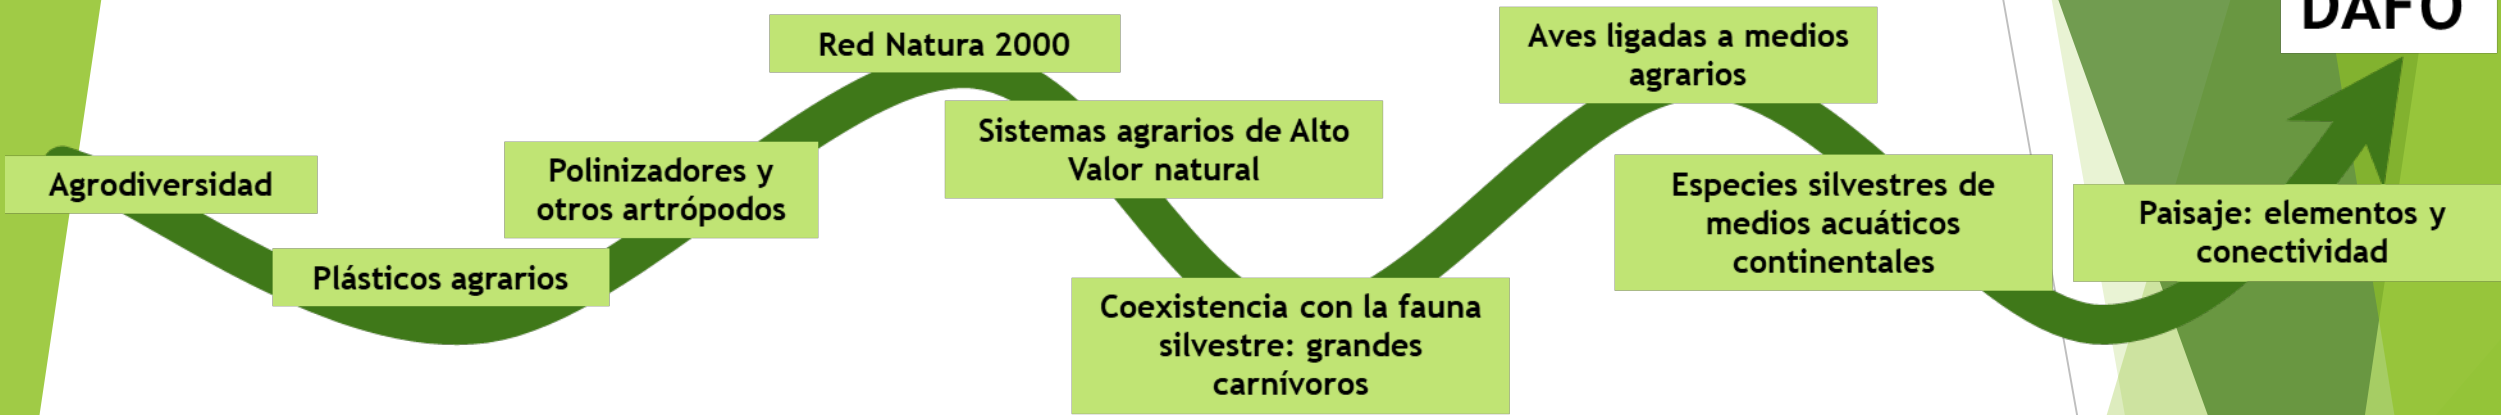 Agrodiversidad
Plásticos agrarios
Polinizadores y
otros artrópodos
Red Natura 2000
Sistemas agrarios de Alto
Valor natural
Coexistencia con la fauna
silvestre: grandes
carnívoros
Aves ligadas a medios
agrarios
Especies silvestres de
medios acuáticos
continentales
Paisaje: elementos y
conectividad
DAFO